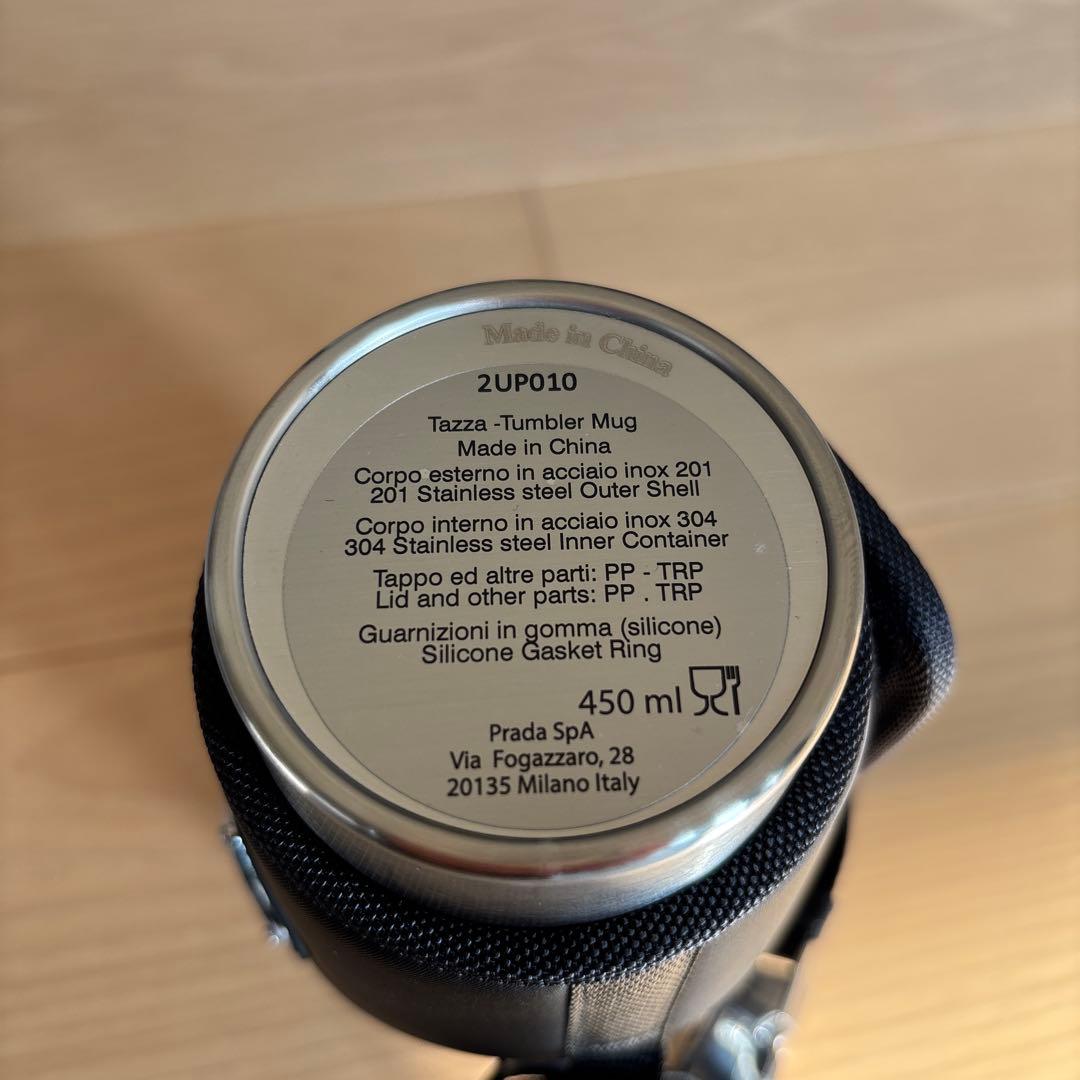 Made in China
2UP010
Tazza -Tumbler Mug
Made in China
Corpo esterno in acciaio inox 201
201 Stainless steel Outer Shell
Corpo interno in acciaio inox 304
304 Stainless steel Inner Container
Tappo ed altre parti: PP - TRP
Lid and other parts: PP . TRP
Guarnizioni in gomma (silicone)
Silicone Gasket Ring
450 ml
Prada SpA
Via Fogazzaro, 28
20135 Milano Italy